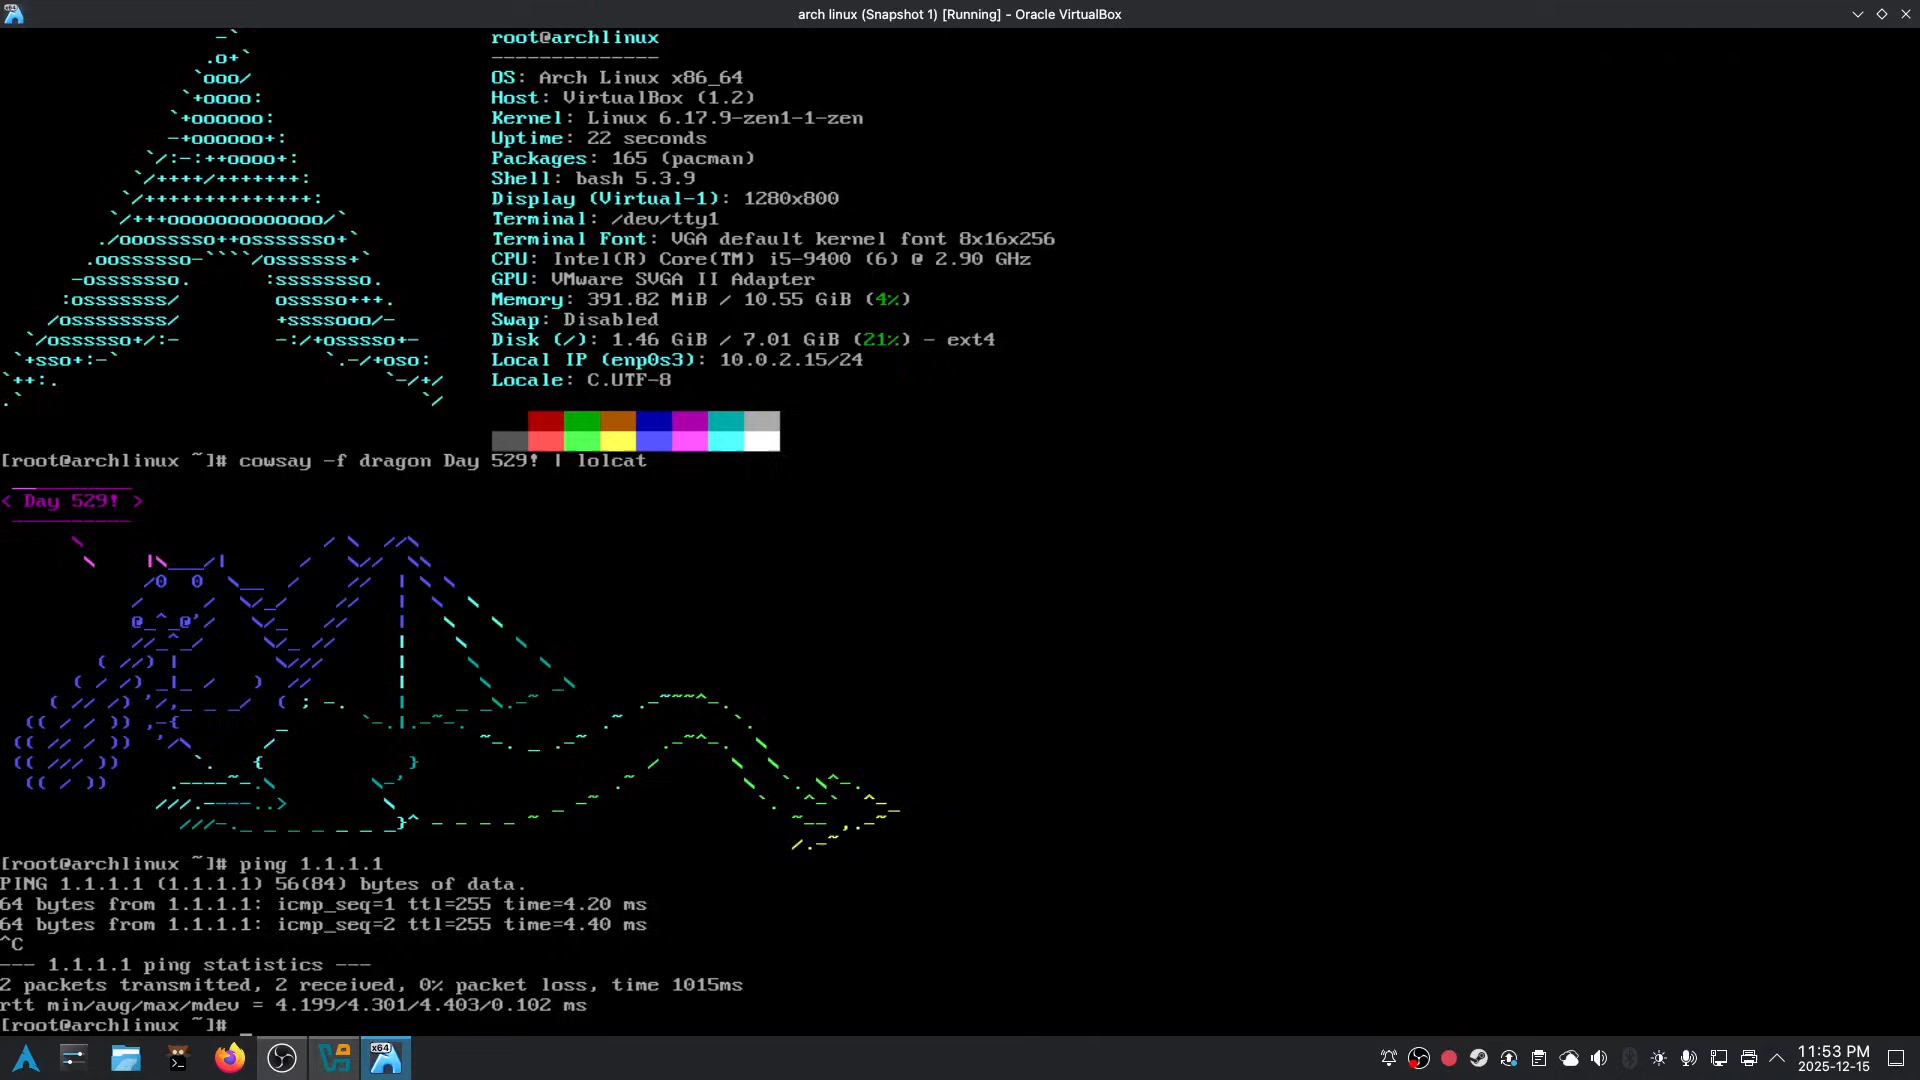 arch linux (Snapshot 1) [Running] - Oracle VirtualBox
root@archlinux
--------------
OS: Arch Linux x86_64
Host: VirtualBox (1.2)
Kernel: Linux 6.17.9-zen1-1-zen
Uptime: 22 seconds
Packages: 165 (pacman)
Shell: bash 5.3.9
Display (Virtual-1): 1280x800
Terminal: /dev/tty1
Terminal Font: VGA default kernel font 8x16x256
CPU: Intel(R) Core(TM) i5-9400 (6) @ 2.90 GHz
GPU: VMware SVGA II Adapter
Memory: 391.82 MiB / 10.55 GiB (4%)
Swap: Disabled
Disk (/): 1.46 GiB / 7.01 GiB (21%) - ext4
Local IP (enp0s3): 10.0.2.15/24
Locale: C.UTF-8
[root@archlinux ~]# cowsay -f dragon Day 529! | lolcat
< Day 529! >
[root@archlinux ~]# ping 1.1.1.1
PING 1.1.1.1 (1.1.1.1) 56(84) bytes of data.
64 bytes from 1.1.1.1: icmp_seq=1 ttl=255 time=4.20 ms
64 bytes from 1.1.1.1: icmp_seq=2 ttl=255 time=4.40 ms
^C
--- 1.1.1.1 ping statistics ---
2 packets transmitted, 2 received, 0% packet loss, time 1015ms
rtt min/avg/max/mdev = 4.199/4.301/4.403/0.102 ms
[root@archlinux ~]# _
x64
11:53 PM
2025-12-15